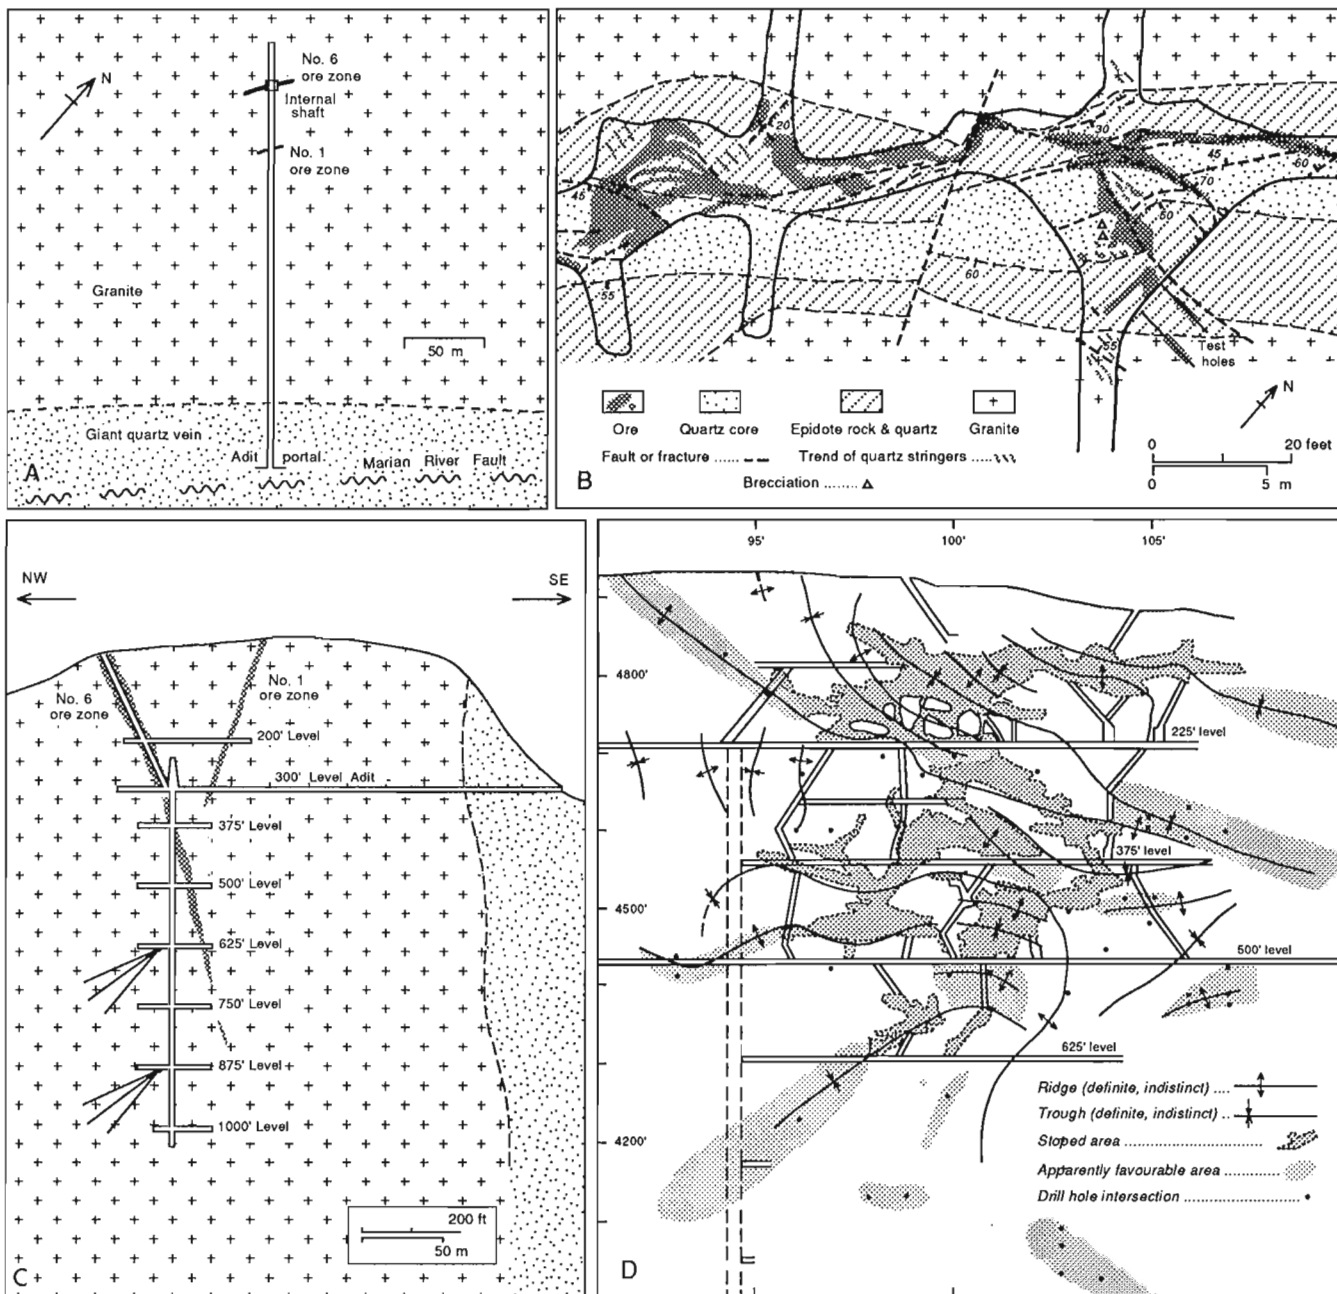 No. 6
ore zone
N
Internal
shaft
No. 1
ore zone
Granite
50 m
Giant quartz vein
Adit portal
Marian River Fault
A
20
30
45
60
45
70
60
60
55
55
Test
holes
N
Ore
Quartz core
Epidote rock & quartz
Granite
Fault or fracture ......
Trend of quartz stringers .....
Brecciation ........
0 20 feet
0 5 m
B
NW
SE
No. 6
ore zone
No. 1
ore zone
200' Level
300' Level Adit
375' Level
500' Level
625' Level
750' Level
875' Level
1000' Level
200 ft
50 m
C
95' 100' 105'
4800'
225' level
375' level
4500'
500' level
625' level
4200'
Ridge (definite, indistinct) ....
Trough (definite, indistinct) ..
Stoped area ......................
Apparently favourable area ...........
Drill hole intersection .................
D